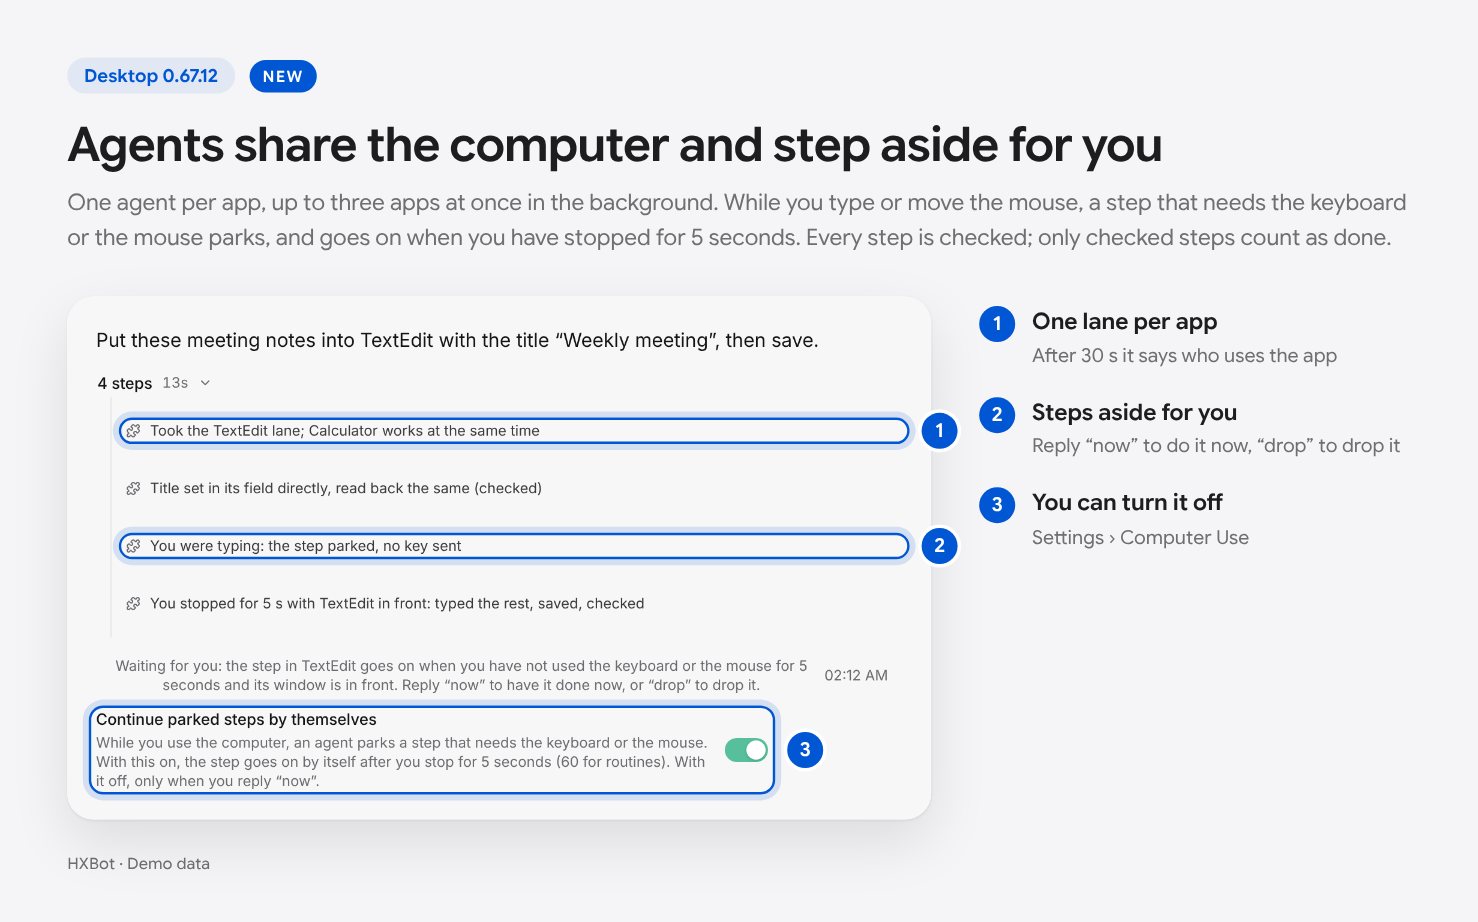 Desktop 0.67.12
NEW
Agents share the computer and step aside for you
One agent per app, up to three apps at once in the background. While you type or move the mouse, a step that needs the keyboard
or the mouse parks, and goes on when you have stopped for 5 seconds. Every step is checked; only checked steps count as done.
Put these meeting notes into TextEdit with the title “Weekly meeting”, then save.
4 steps 13s
Took the TextEdit lane; Calculator works at the same time
1
Title set in its field directly, read back the same (checked)
You were typing: the step parked, no key sent
2
You stopped for 5 s with TextEdit in front: typed the rest, saved, checked
Waiting for you: the step in TextEdit goes on when you have not used the keyboard or the mouse for 5
seconds and its window is in front. Reply “now” to have it done now, or “drop” to drop it.
02:12 AM
Continue parked steps by themselves
While you use the computer, an agent parks a step that needs the keyboard or the mouse.
With this on, the step goes on by itself after you stop for 5 seconds (60 for routines). With
it off, only when you reply “now”.
3
1 One lane per app
After 30 s it says who uses the app
2 Steps aside for you
Reply “now” to do it now, “drop” to drop it
3 You can turn it off
Settings › Computer Use
HXBot · Demo data